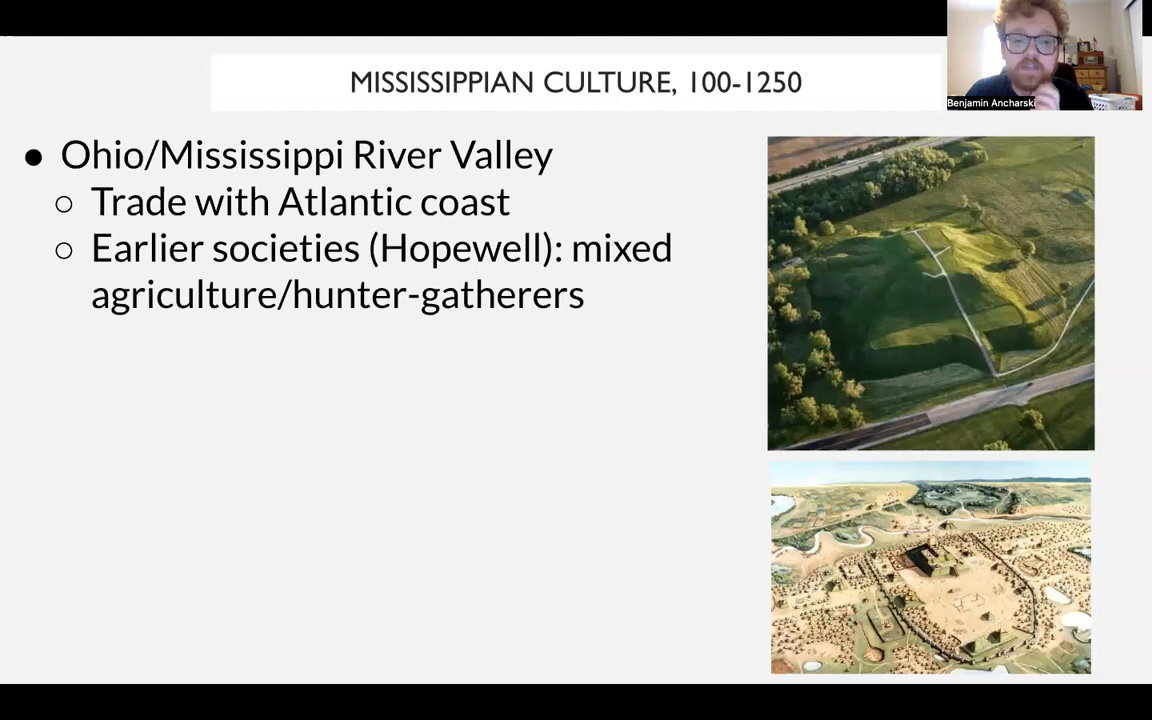 MISSISSIPPIAN CULTURE, 100-1250
Benjamin Ancharski
● Ohio/Mississippi River Valley
○ Trade with Atlantic coast
○ Earlier societies (Hopewell): mixed
agriculture/hunter-gatherers